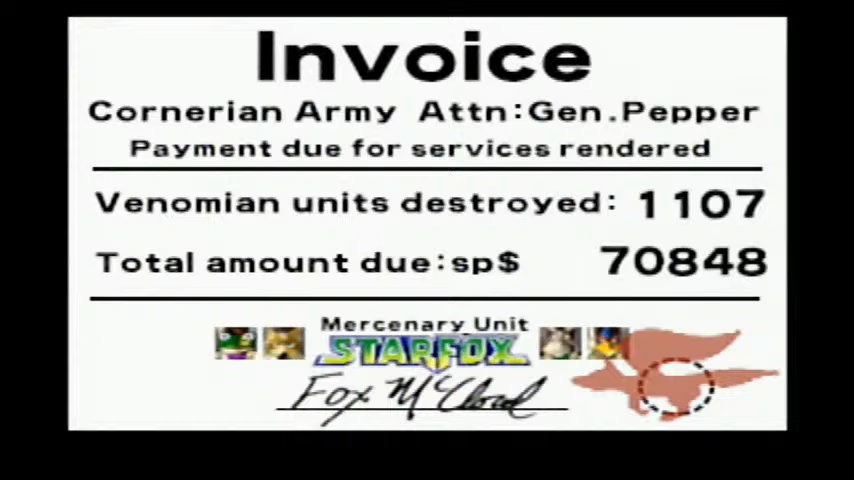 Invoice
Cornerian Army Attn:Gen.Pepper
Payment due for services rendered
Venomian units destroyed: 1107
Total amount due:sp$ 70848
Mercenary Unit
STARFOX
Fox McCloud